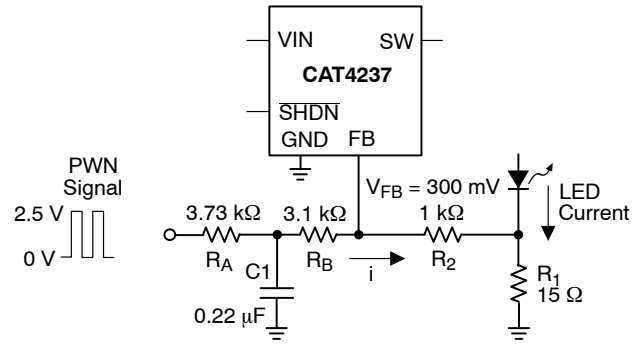 VIN
SW
CAT4237
SHDN
GND
FB
PWN
Signal
2.5 V
0 V
VFB = 300 mV
LED
Current
3.73 kΩ
3.1 kΩ
1 kΩ
RA
RB
R2
C1
i
R1
15 Ω
0.22 μF